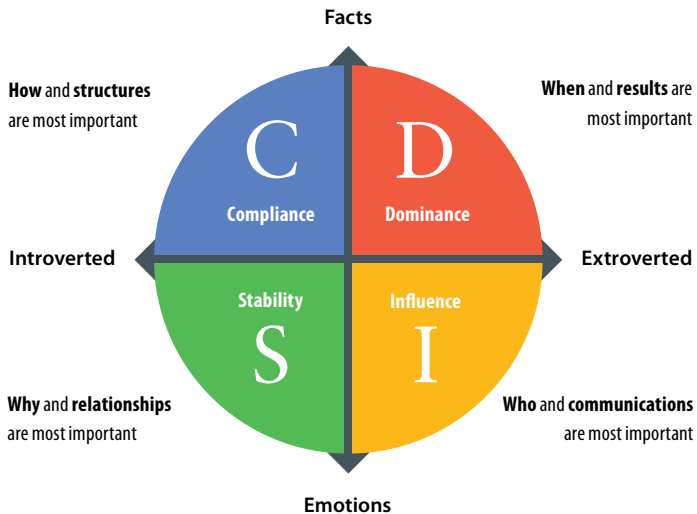 Facts
How and structures
are most important
When and results are
most important
C
D
Compliance
Dominance
Introverted
Extroverted
Stability
Influence
S
I
Why and relationships
are most important
Who and communications
are most important
Emotions